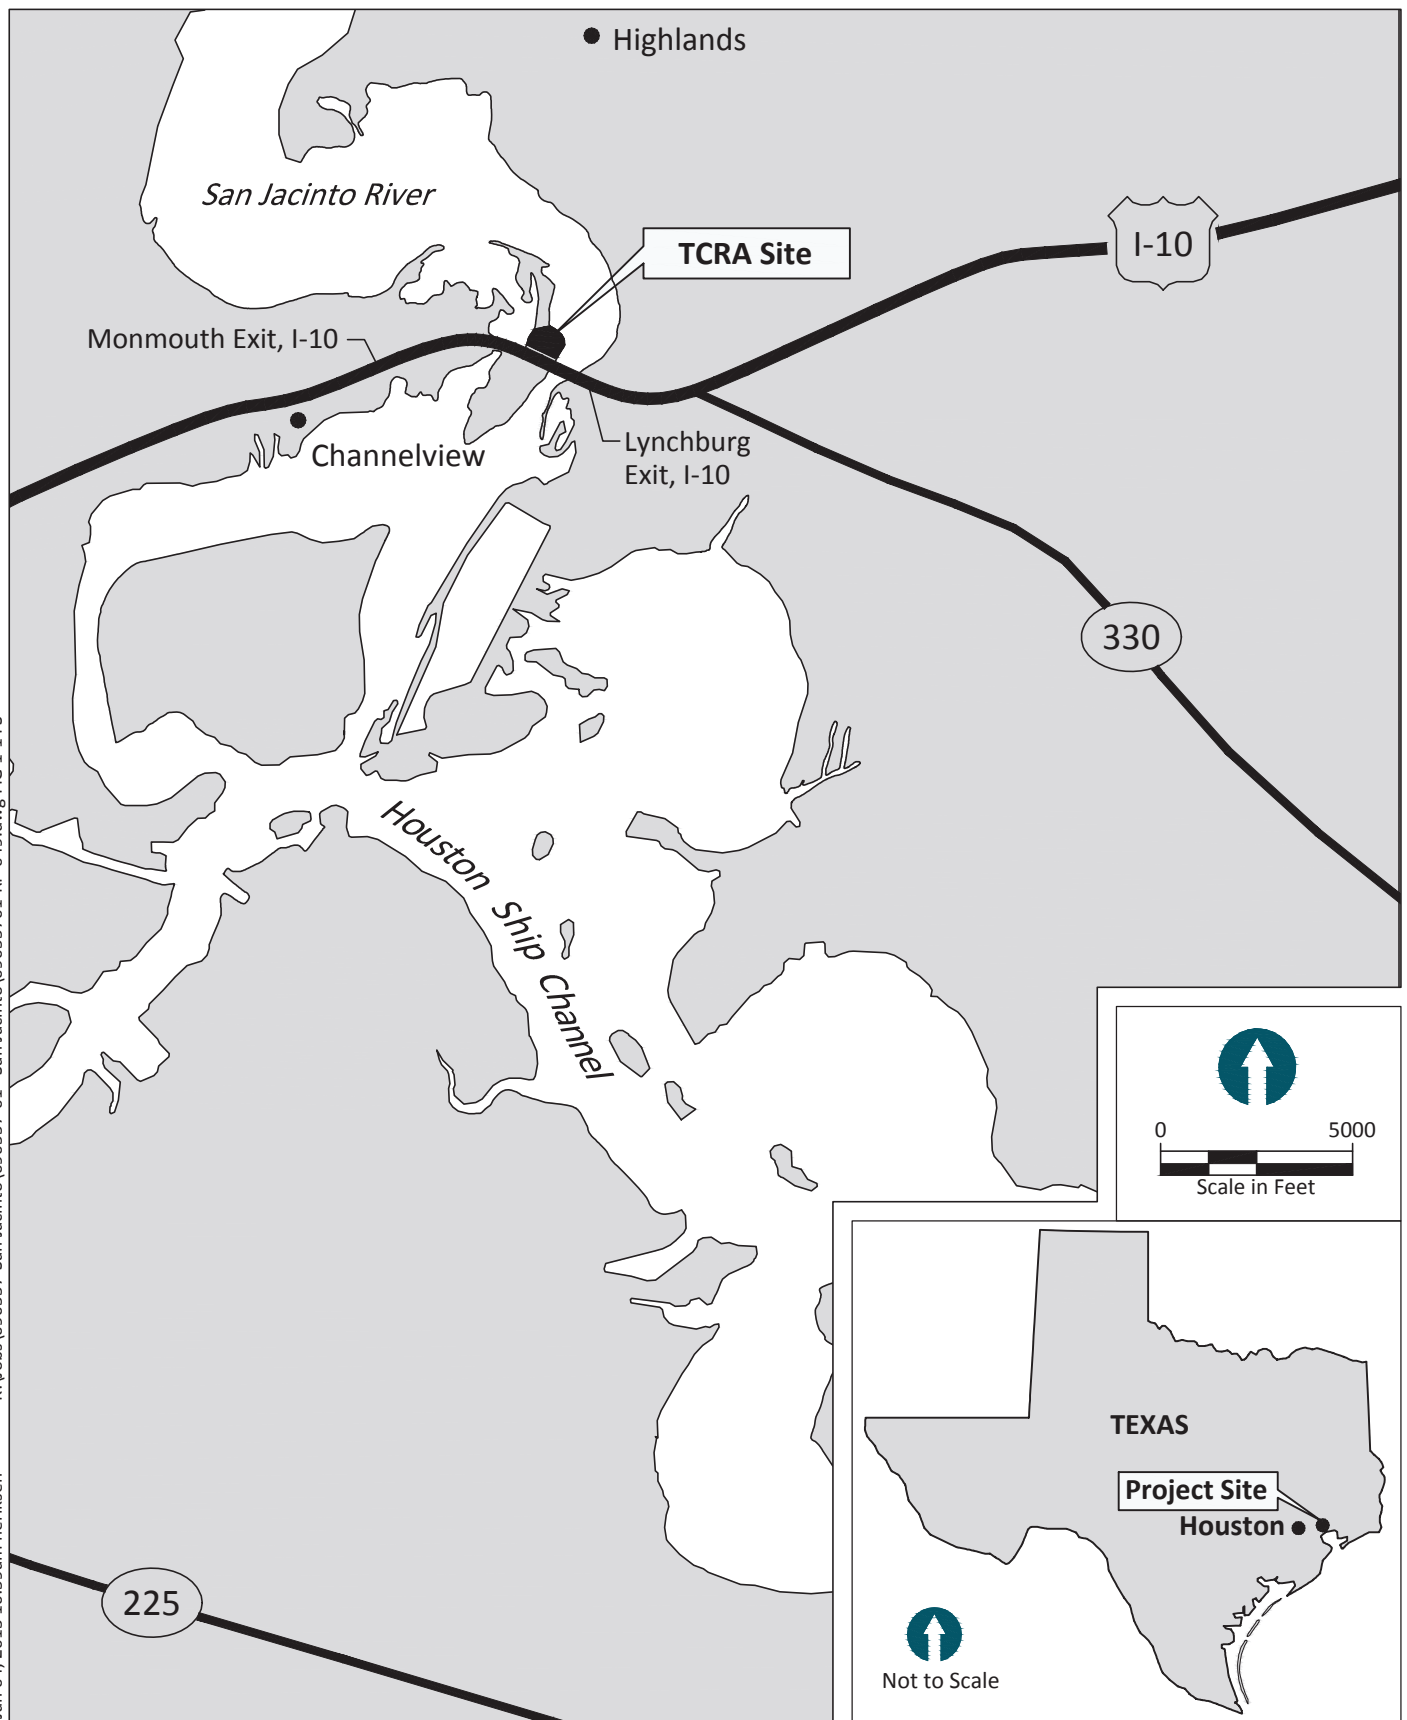 Highlands
San Jacinto River
TCRA Site
I-10
Monmouth Exit, I-10
Channelview
Lynchburg
Exit, I-10
330
Houston Ship Channel
0 5000
Scale in Feet
TEXAS
Project Site
Houston
225
Not to Scale